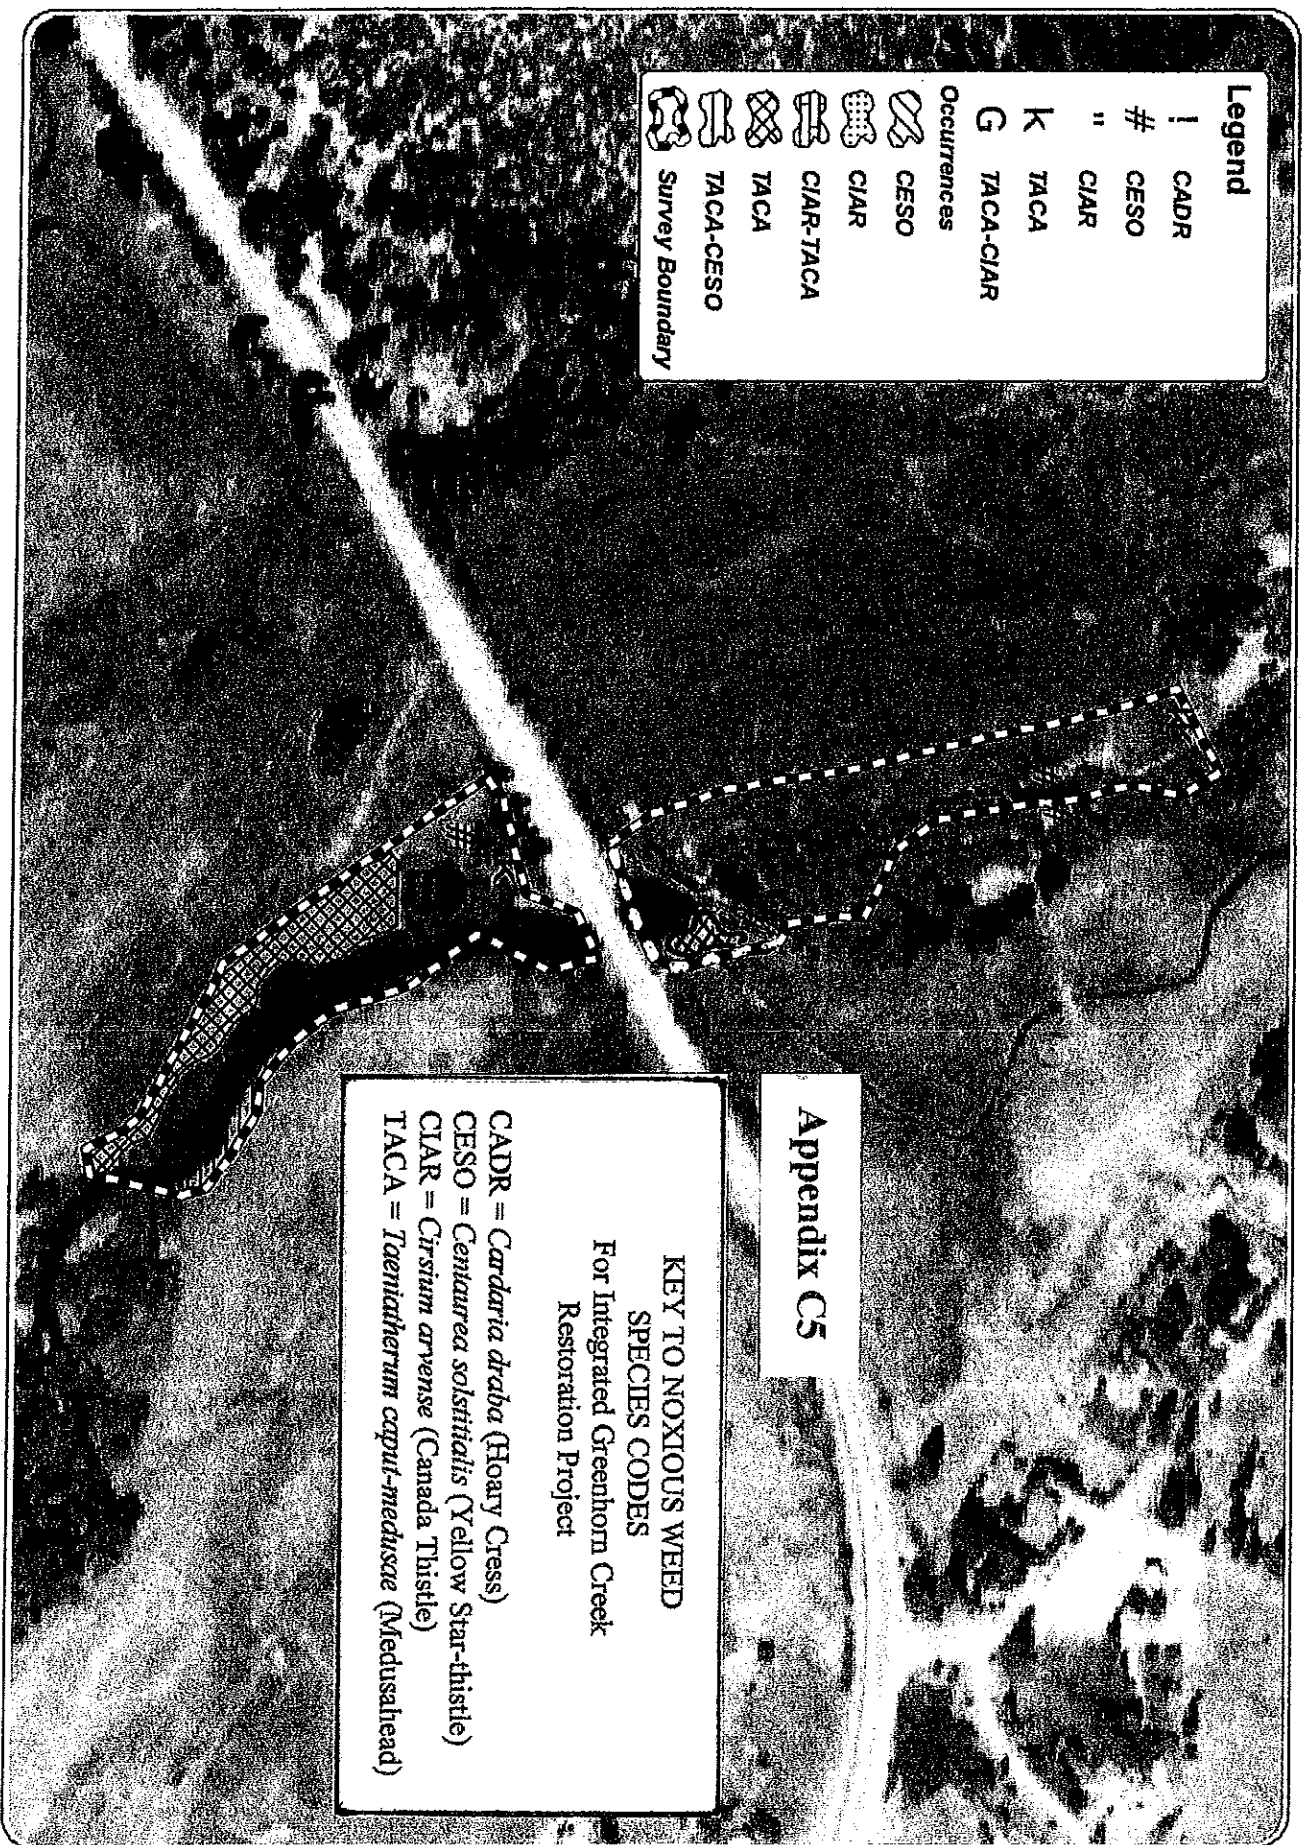 Legend
! CADR
# CESO
" CIAR
k TACA
G TACA-CIAR
Occurrences
CESO
CIAR
CIAR-TACA
TACA
TACA-CESO
Survey Boundary
Appendix C5
KEY TO NOXIOUS WEED
SPECIES CODES
For Integrated Greenhorn Creek
Restoration Project
CADR = Cardaria draba (Hoary Cress)
CESO = Centaurea solstitialis (Yellow Star-thistle)
CIAR = Cirsium arvense (Canada Thistle)
TACA = Taeniatherum caput-medusae (Medusahead)